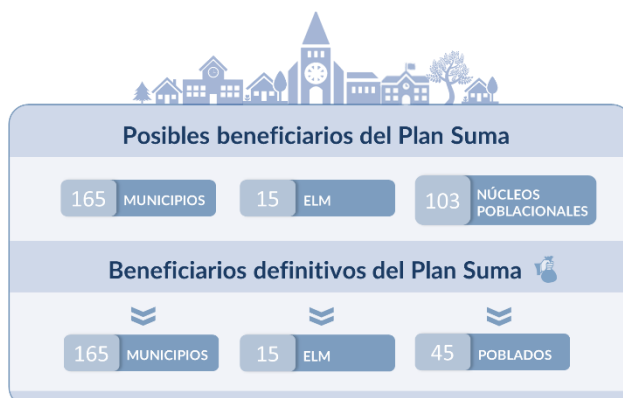 Posibles beneficiarios del Plan Suma
165 MUNICIPIOS
15 ELM
103 NÚCLEOS
POBLACIONALES
Beneficiarios definitivos del Plan Suma
165 MUNICIPIOS
15 ELM
45 POBLADOS